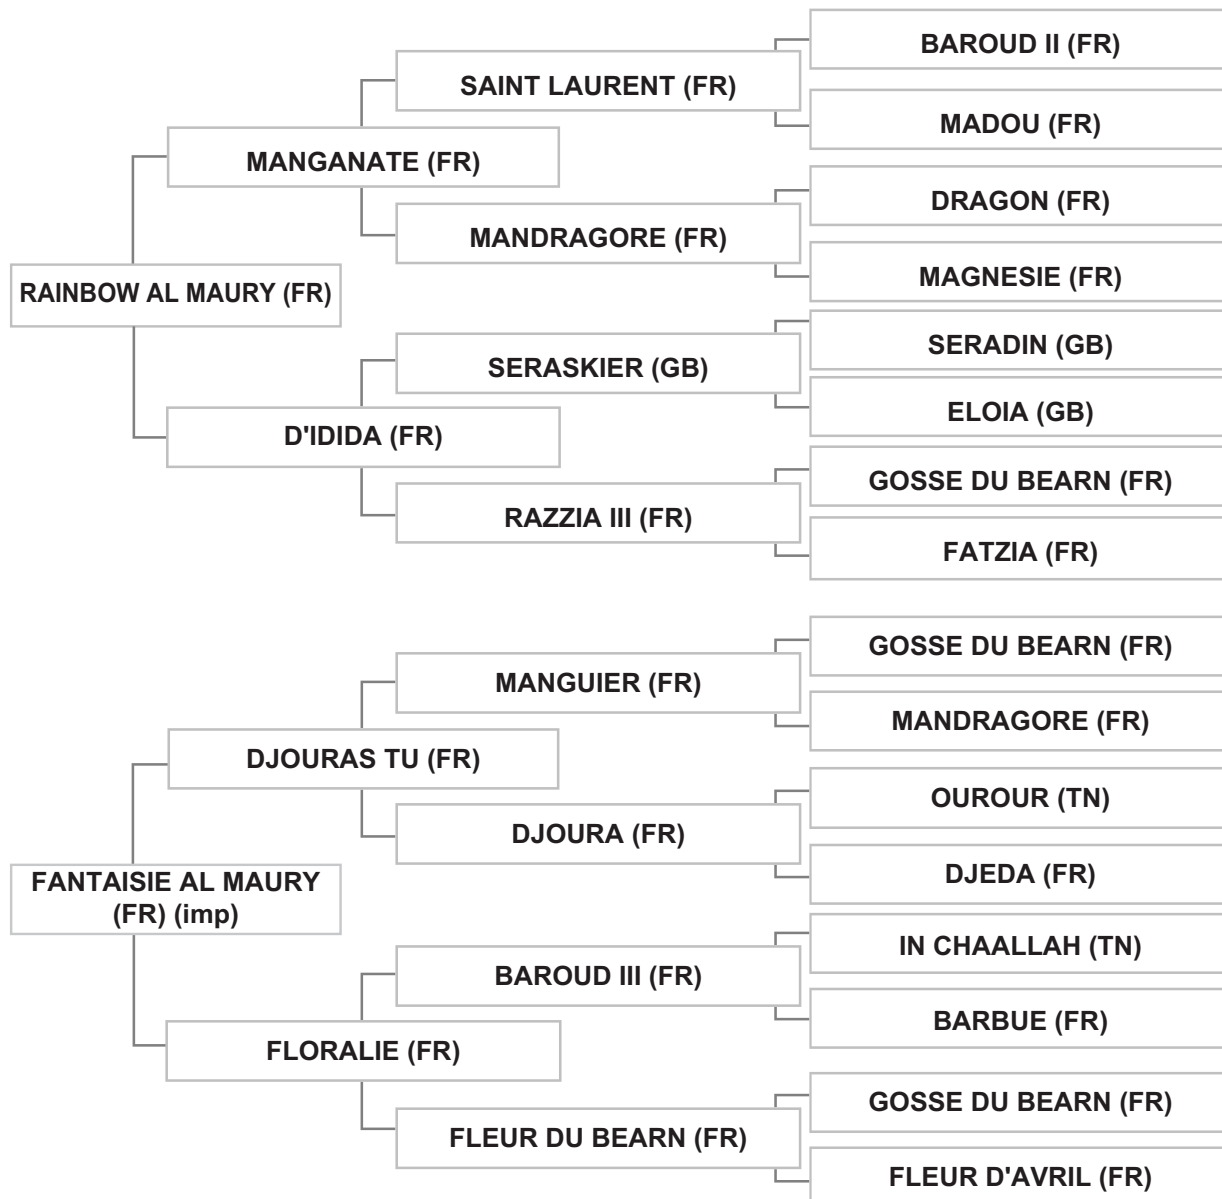 BAROUD II (FR)
SAINT LAURENT (FR)
MADOU (FR)
MANGANATE (FR)
DRAGON (FR)
MANDRAGORE (FR)
MAGNESIE (FR)
RAINBOW AL MAURY (FR)
SERADIN (GB)
SERASKIER (GB)
ELOIA (GB)
D'IDIDA (FR)
GOSSE DU BEARN (FR)
RAZZIA III (FR)
FATZIA (FR)
GOSSE DU BEARN (FR)
MANGUIER (FR)
MANDRAGORE (FR)
DJOURAS TU (FR)
OUROUR (TN)
DJOURA (FR)
DJEDA (FR)
FANTAISIE AL MAURY
(FR) (imp)
IN CHAALLAH (TN)
BAROUD III (FR)
BARBUE (FR)
FLORALIE (FR)
GOSSE DU BEARN (FR)
FLEUR DU BEARN (FR)
FLEUR D'AVRIL (FR)